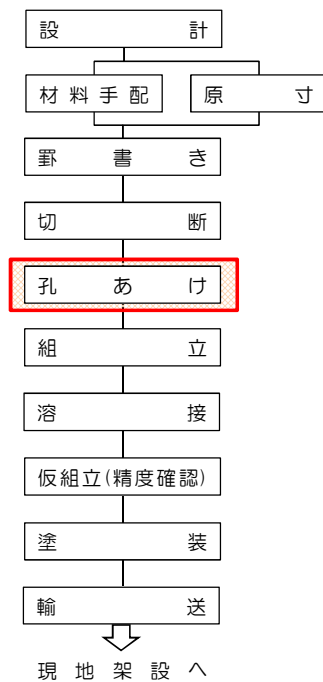 設計
材料手配 原寸
罫書き
切断
孔あけ
組立
溶接
仮組立(精度確認)
塗装
輸送
現地架設へ